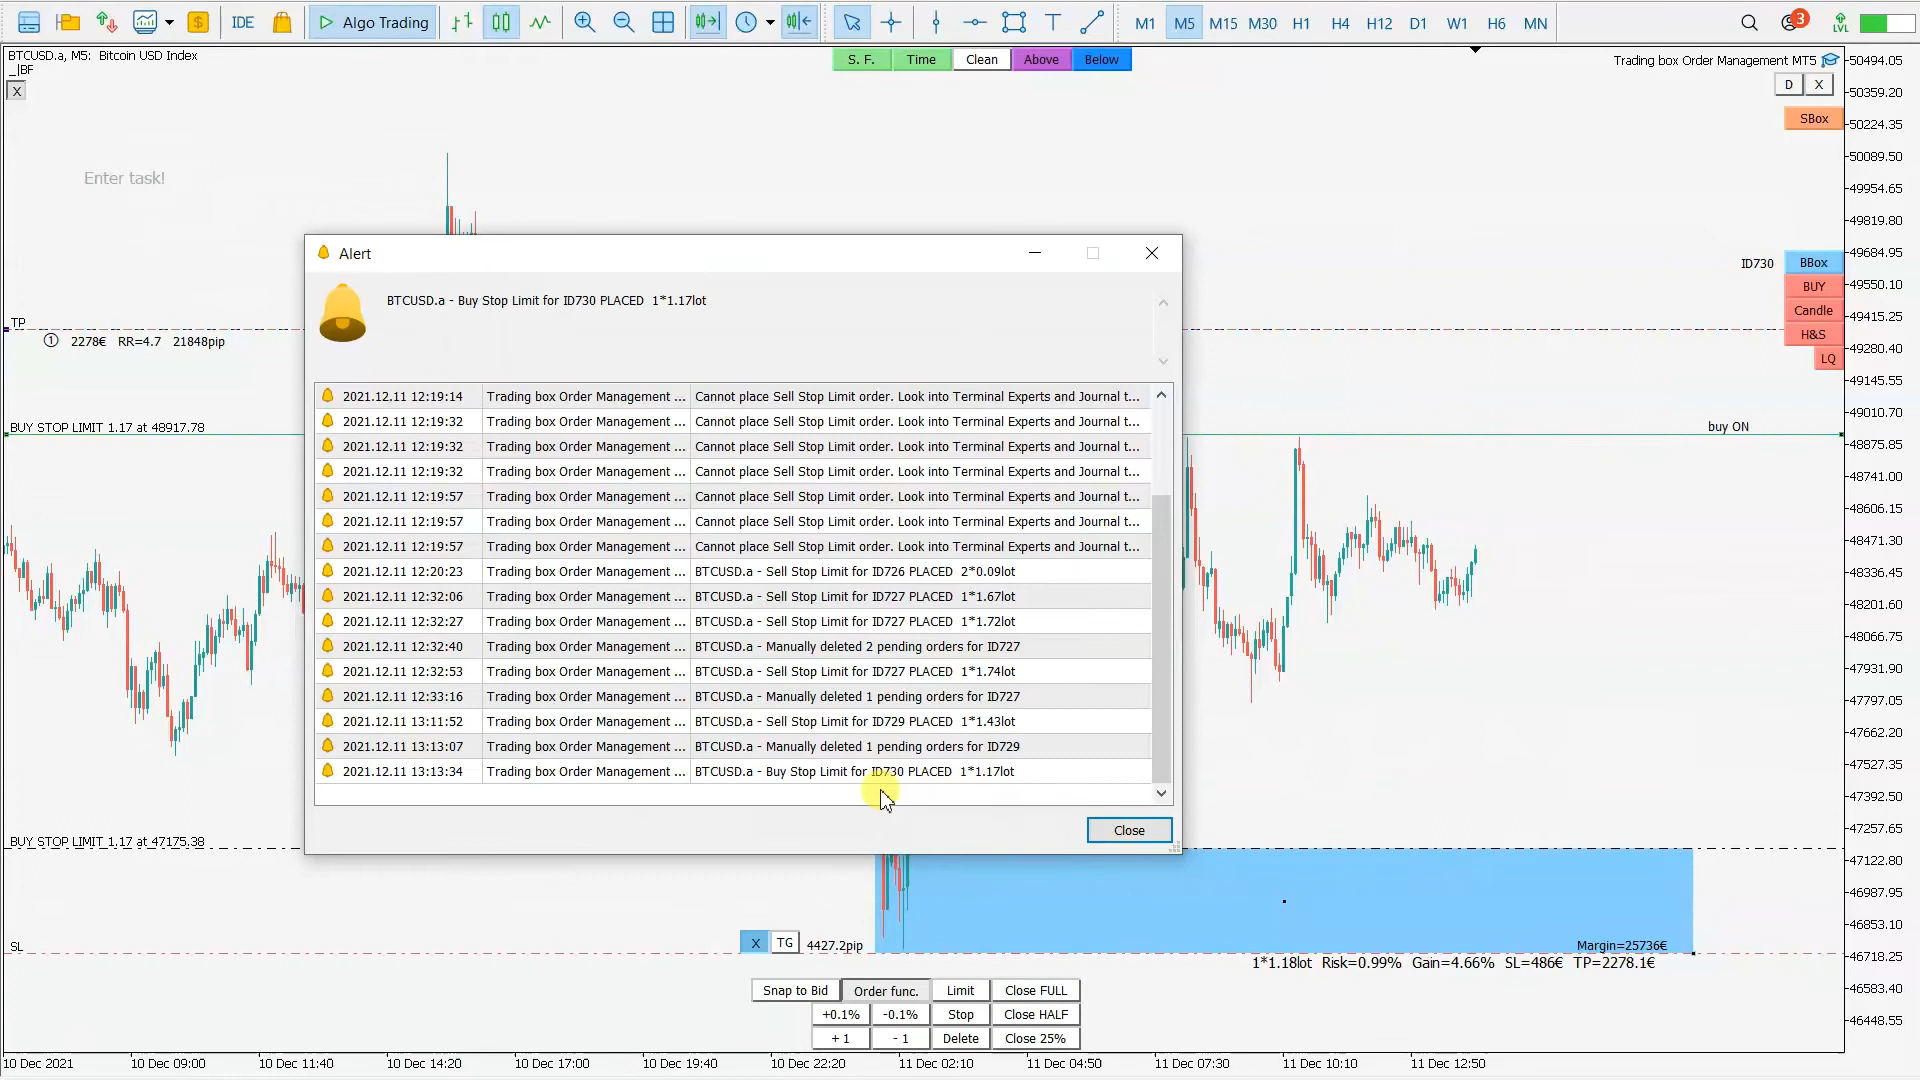 IDE
Algo Trading
M1 M5 M15 M30 H1 H4 H12 D1 W1 H6 MN
3
LVL
BTCUSD.a, M5: Bitcoin USD Index
_|BF
X
S. F. Time Clean Above Below
Trading box Order Management MT5
D X
SBox
Enter task!
ID730 BBox
BUY
Candle
H&S
LQ
TP
① 2278€ RR=4.7 21848pip
BUY STOP LIMIT 1.17 at 48917.78
buy ON
Alert
BTCUSD.a - Buy Stop Limit for ID730 PLACED 1*1.17lot
2021.12.11 12:19:14 Trading box Order Management ... Cannot place Sell Stop Limit order. Look into Terminal Experts and Journal t...
2021.12.11 12:19:32 Trading box Order Management ... Cannot place Sell Stop Limit order. Look into Terminal Experts and Journal t...
2021.12.11 12:19:32 Trading box Order Management ... Cannot place Sell Stop Limit order. Look into Terminal Experts and Journal t...
2021.12.11 12:19:32 Trading box Order Management ... Cannot place Sell Stop Limit order. Look into Terminal Experts and Journal t...
2021.12.11 12:19:57 Trading box Order Management ... Cannot place Sell Stop Limit order. Look into Terminal Experts and Journal t...
2021.12.11 12:19:57 Trading box Order Management ... Cannot place Sell Stop Limit order. Look into Terminal Experts and Journal t...
2021.12.11 12:19:57 Trading box Order Management ... Cannot place Sell Stop Limit order. Look into Terminal Experts and Journal t...
2021.12.11 12:20:23 Trading box Order Management ... BTCUSD.a - Sell Stop Limit for ID726 PLACED 2*0.09lot
2021.12.11 12:32:06 Trading box Order Management ... BTCUSD.a - Sell Stop Limit for ID727 PLACED 1*1.67lot
2021.12.11 12:32:27 Trading box Order Management ... BTCUSD.a - Sell Stop Limit for ID727 PLACED 1*1.72lot
2021.12.11 12:32:40 Trading box Order Management ... BTCUSD.a - Manually deleted 2 pending orders for ID727
2021.12.11 12:32:53 Trading box Order Management ... BTCUSD.a - Sell Stop Limit for ID727 PLACED 1*1.74lot
2021.12.11 12:33:16 Trading box Order Management ... BTCUSD.a - Manually deleted 1 pending orders for ID727
2021.12.11 13:11:52 Trading box Order Management ... BTCUSD.a - Sell Stop Limit for ID729 PLACED 1*1.43lot
2021.12.11 13:13:07 Trading box Order Management ... BTCUSD.a - Manually deleted 1 pending orders for ID729
2021.12.11 13:13:34 Trading box Order Management ... BTCUSD.a - Buy Stop Limit for ID730 PLACED 1*1.17lot
Close
BUY STOP LIMIT 1.17 at 47175.38
SL
X TG 4427.2pip
Margin=25736€
1*1.18lot Risk=0.99% Gain=4.66% SL=486€ TP=2278.1€
Snap to Bid Order func. Limit Close FULL
+0.1% -0.1% Stop Close HALF
+ 1 - 1 Delete Close 25%
50494.05
50359.20
50224.35
50089.50
49954.65
49819.80
49684.95
49550.10
49415.25
49280.40
49145.55
49010.70
48875.85
48741.00
48606.15
48471.30
48336.45
48201.60
48066.75
47931.90
47797.05
47662.20
47527.35
47392.50
47257.65
47122.80
46987.95
46853.10
46718.25
46583.40
46448.55
10 Dec 2021 10 Dec 09:00 10 Dec 11:40 10 Dec 14:20 10 Dec 17:00 10 Dec 19:40 10 Dec 22:20 11 Dec 02:10 11 Dec 04:50 11 Dec 07:30 11 Dec 10:10 11 Dec 12:50